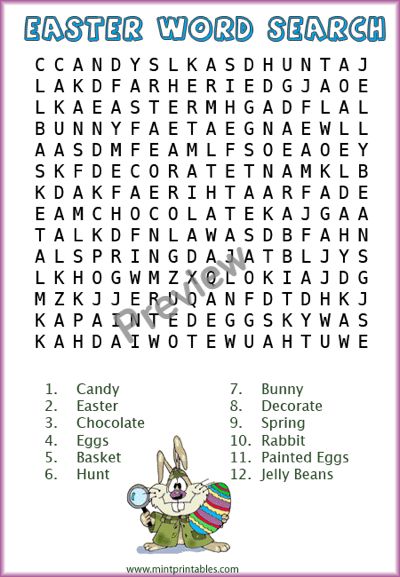 EASTER WORD SEARCH
C C A N D Y S L K A S D H U N T A J
L A K D F A R H E R I E D G J A O E
L K A E A S T E R M H G A D F L A L
B U N N Y F A E T A E G N A E W L L
A A S D M F E A M L F S O E A O E Y
S K F D E C O R A T E T N A M K L B
K D A K F A E R I H T A A R F A D E
E A M C H O C O L A T E K A J G A A
T A L K D F N L A W A S D B F A H N
A L S P R I N G D A J A T B L J Y S
L K H O G W M Z X O L O K I A J D G
M Z K J J E R U D A N F D T D H K J
K A P A I N T E D E G G S K Y W A S
K A H D A I W O T E W U A H T U W E
Preview
1. Candy
2. Easter
3. Chocolate
4. Eggs
5. Basket
6. Hunt
7. Bunny
8. Decorate
9. Spring
10. Rabbit
11. Painted Eggs
12. Jelly Beans
www.mintprintables.com